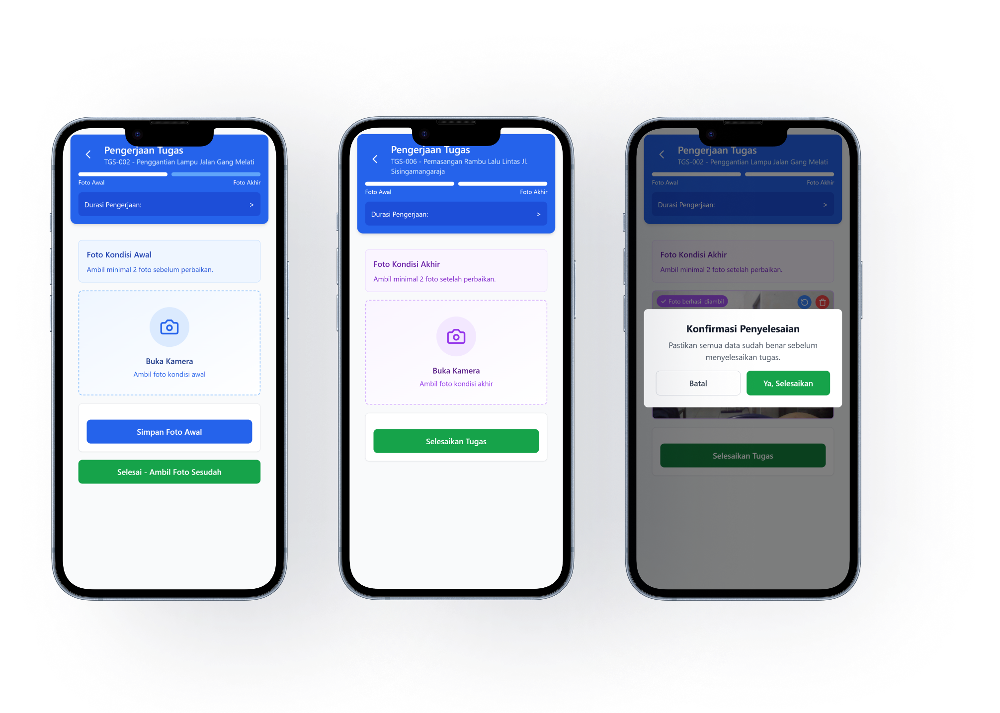 Pengerjaan Tugas
TGS-002 - Penggantian Lampu Jalan Gang Melati
Foto Awal
Foto Akhir
Durasi Pengerjaan:
>
Foto Kondisi Awal
Ambil minimal 2 foto sebelum perbaikan.
Buka Kamera
Ambil foto kondisi awal
Simpan Foto Awal
Selesai - Ambil Foto Sesudah
Pengerjaan Tugas
TGS-006 - Pemasangan Rambu Lalu Lintas Jl.
Sisingamangaraja
Foto Awal
Foto Akhir
Durasi Pengerjaan:
>
Foto Kondisi Akhir
Ambil minimal 2 foto setelah perbaikan.
Buka Kamera
Ambil foto kondisi akhir
Selesaikan Tugas
Pengerjaan Tugas
TGS-002 - Penggantian Lampu Jalan Gang Melati
Foto Awal
Foto Akhir
Durasi Pengerjaan:
>
Foto Kondisi Akhir
Ambil minimal 2 foto setelah perbaikan.
Foto berhasil diambil
Konfirmasi Penyelesaian
Pastikan semua data sudah benar sebelum
menyelesaikan tugas.
Batal
Ya, Selesaikan
Selesaikan Tugas